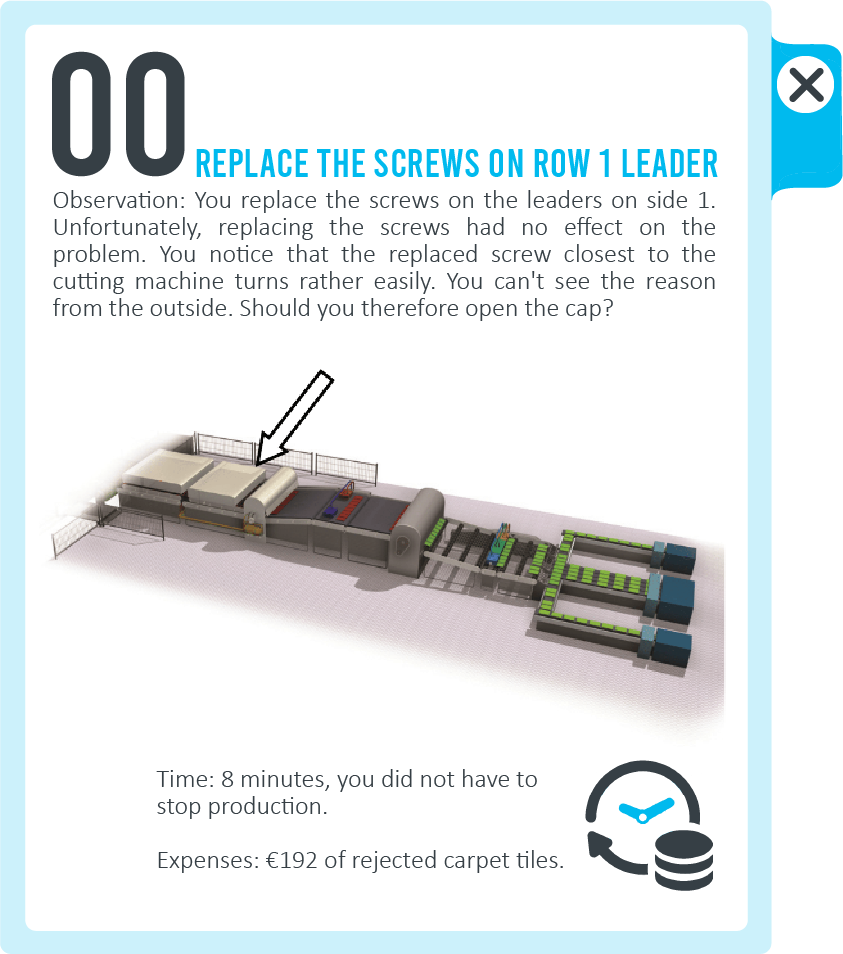 00
REPLACE THE SCREWS ON ROW 1 LEADER
Observation: You replace the screws on the leaders on side 1.
Unfortunately, replacing the screws had no effect on the
problem. You notice that the replaced screw closest to the
cutting machine turns rather easily. You can't see the reason
from the outside. Should you therefore open the cap?
Time: 8 minutes, you did not have to
stop production.
Expenses: €192 of rejected carpet tiles.